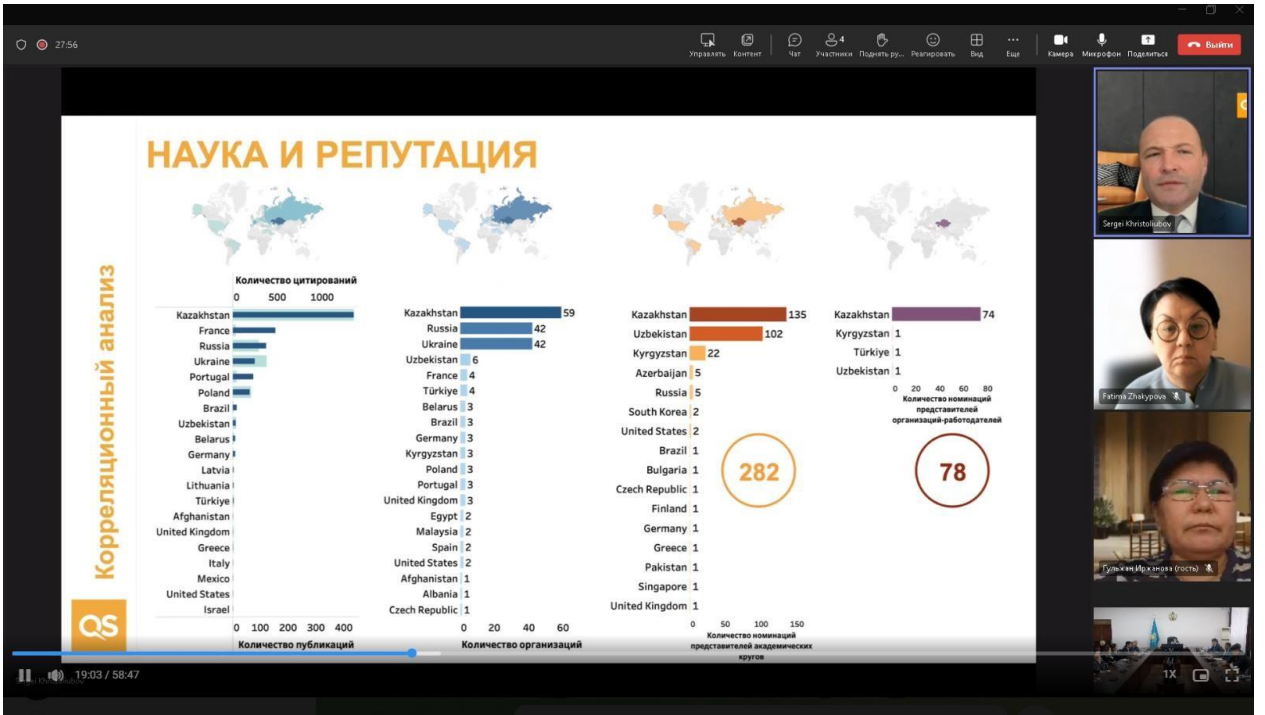 27:56
Управлять
Контент
Чат
4
Участники
Поднять ру...
Реагировать
Вид
Еще
Камера
Микрофон
Поделиться
Выйти
НАУКА И РЕПУТАЦИЯ
Корреляционный анализ
QS
Количество цитирований
0 500 1000
Kazakhstan
France
Russia
Ukraine
Portugal
Poland
Brazil
Uzbekistan
Belarus
Germany
Latvia
Lithuania
Türkiye
Afghanistan
United Kingdom
Greece
Italy
Mexico
United States
Israel
0 100 200 300 400
Количество публикаций
Kazakhstan 59
Russia 42
Ukraine 42
Uzbekistan 6
France 4
Türkiye 4
Belarus 3
Brazil 3
Germany 3
Kyrgyzstan 3
Poland 3
Portugal 3
United Kingdom 3
Egypt 2
Malaysia 2
Spain 2
United States 2
Afghanistan 1
Albania 1
Czech Republic 1
0 20 40 60
Количество организаций
Kazakhstan 135
Uzbekistan 102
Kyrgyzstan 22
Azerbaijan 5
Russia 5
South Korea 2
United States 2
Brazil 1
Bulgaria 1
Czech Republic 1
Finland 1
Germany 1
Greece 1
Pakistan 1
Singapore 1
United Kingdom 1
282
0 50 100 150
Количество номинаций
представителей академических
кругов
Kazakhstan 74
Kyrgyzstan 1
Türkiye 1
Uzbekistan 1
0 20 40 60 80
Количество номинаций
представителей
организаций-работодателей
78
Sergei Khristoliubov
Fatima Zhakypova
Гульжан Иржанова (гость)
19:03 / 58:47
Sergei Khristoliubov
1X